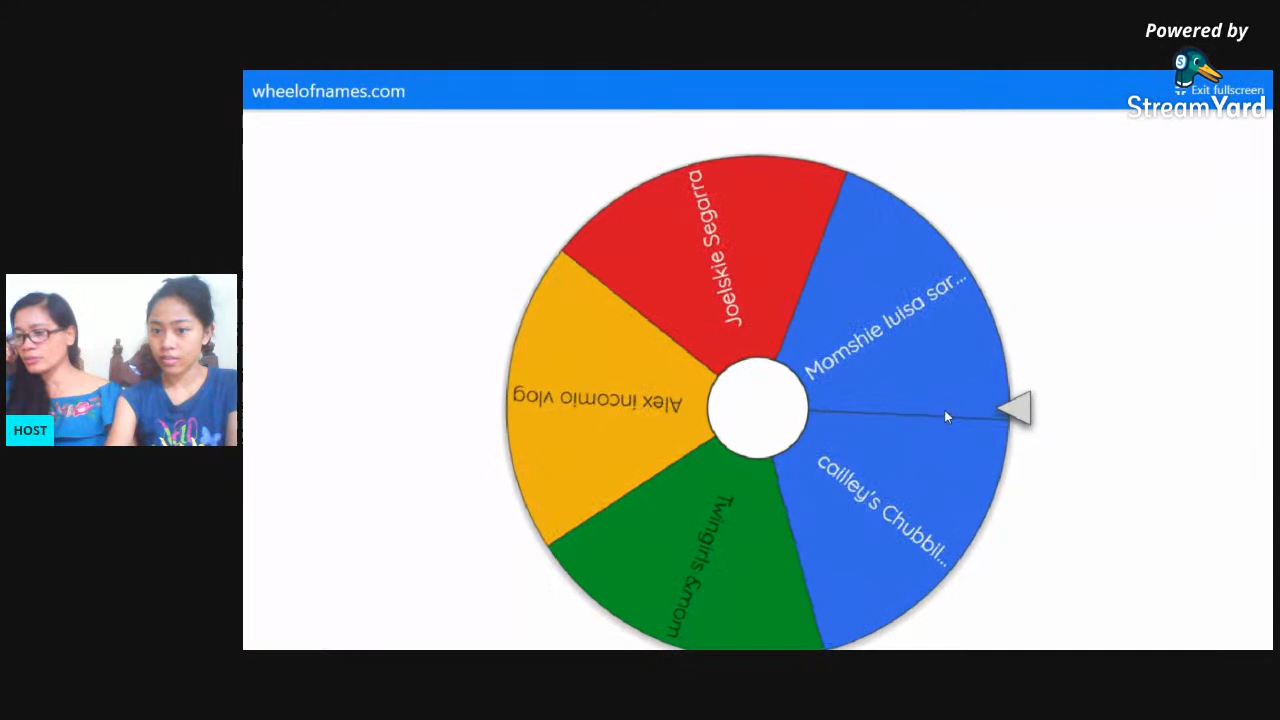 Powered by
StreamYard
wheelofnames.com
Exit fullscreen
Joelskie Segarra
Momshie luisa sar...
Alex incomio vlog
cailley's Chubbil...
Twingirls &mom
HOST